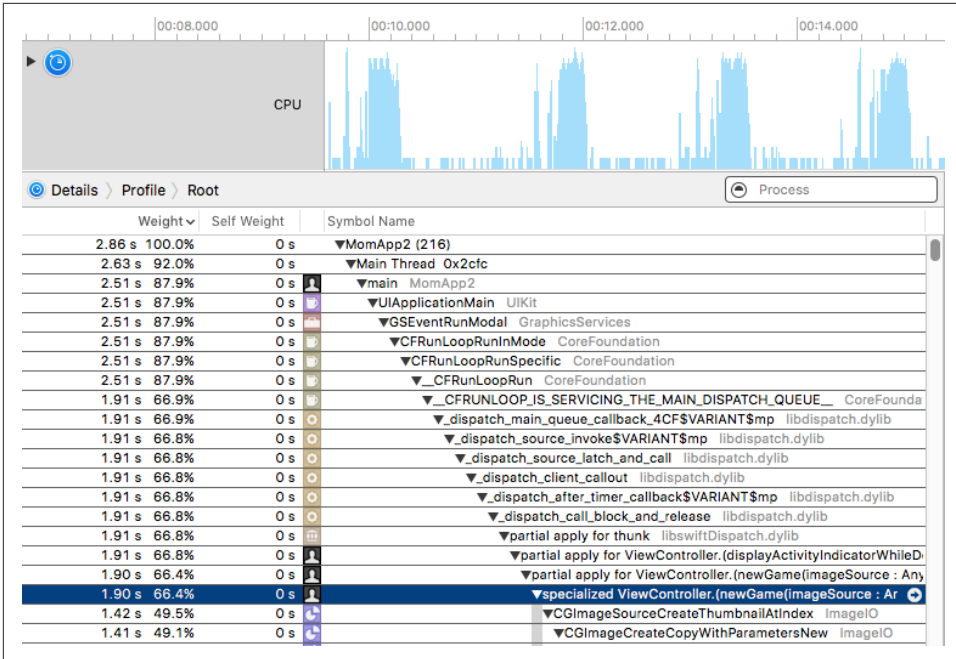 00:08.000 00:10.000 00:12.000 00:14.000
CPU
Details Profile Root Process
Weight Self Weight Symbol Name
2.86 s 100.0% 0 s MomApp2 (216)
2.63 s 92.0% 0 s Main Thread 0x2cfc
2.51 s 87.9% 0 s main MomApp2
2.51 s 87.9% 0 s UIApplicationMain UIKit
2.51 s 87.9% 0 s GSEventRunModal GraphicsServices
2.51 s 87.9% 0 s CFRunLoopRunInMode CoreFoundation
2.51 s 87.9% 0 s CFRunLoopRunSpecific CoreFoundation
2.51 s 87.9% 0 s __CFRunLoopRun CoreFoundation
1.91 s 66.9% 0 s __CFRUNLOOP_IS_SERVICING_THE_MAIN_DISPATCH_QUEUE__ CoreFounda
1.91 s 66.9% 0 s _dispatch_main_queue_callback_4CF$VARIANT$mp libdispatch.dylib
1.91 s 66.8% 0 s _dispatch_source_invoke$VARIANT$mp libdispatch.dylib
1.91 s 66.8% 0 s _dispatch_source_latch_and_call libdispatch.dylib
1.91 s 66.8% 0 s _dispatch_client_callout libdispatch.dylib
1.91 s 66.8% 0 s _dispatch_after_timer_callback$VARIANT$mp libdispatch.dylib
1.91 s 66.8% 0 s _dispatch_call_block_and_release libdispatch.dylib
1.91 s 66.8% 0 s partial apply for thunk libswiftDispatch.dylib
1.91 s 66.8% 0 s partial apply for ViewController.(displayActivityIndicatorWhileD
1.90 s 66.4% 0 s partial apply for ViewController.(newGame(imageSource : Any
1.90 s 66.4% 0 s specialized ViewController.(newGame(imageSource : Ar
1.42 s 49.5% 0 s CGImageSourceCreateThumbnailAtIndex ImageIO
1.41 s 49.1% 0 s CGImageCreateCopyWithParametersNew ImageIO